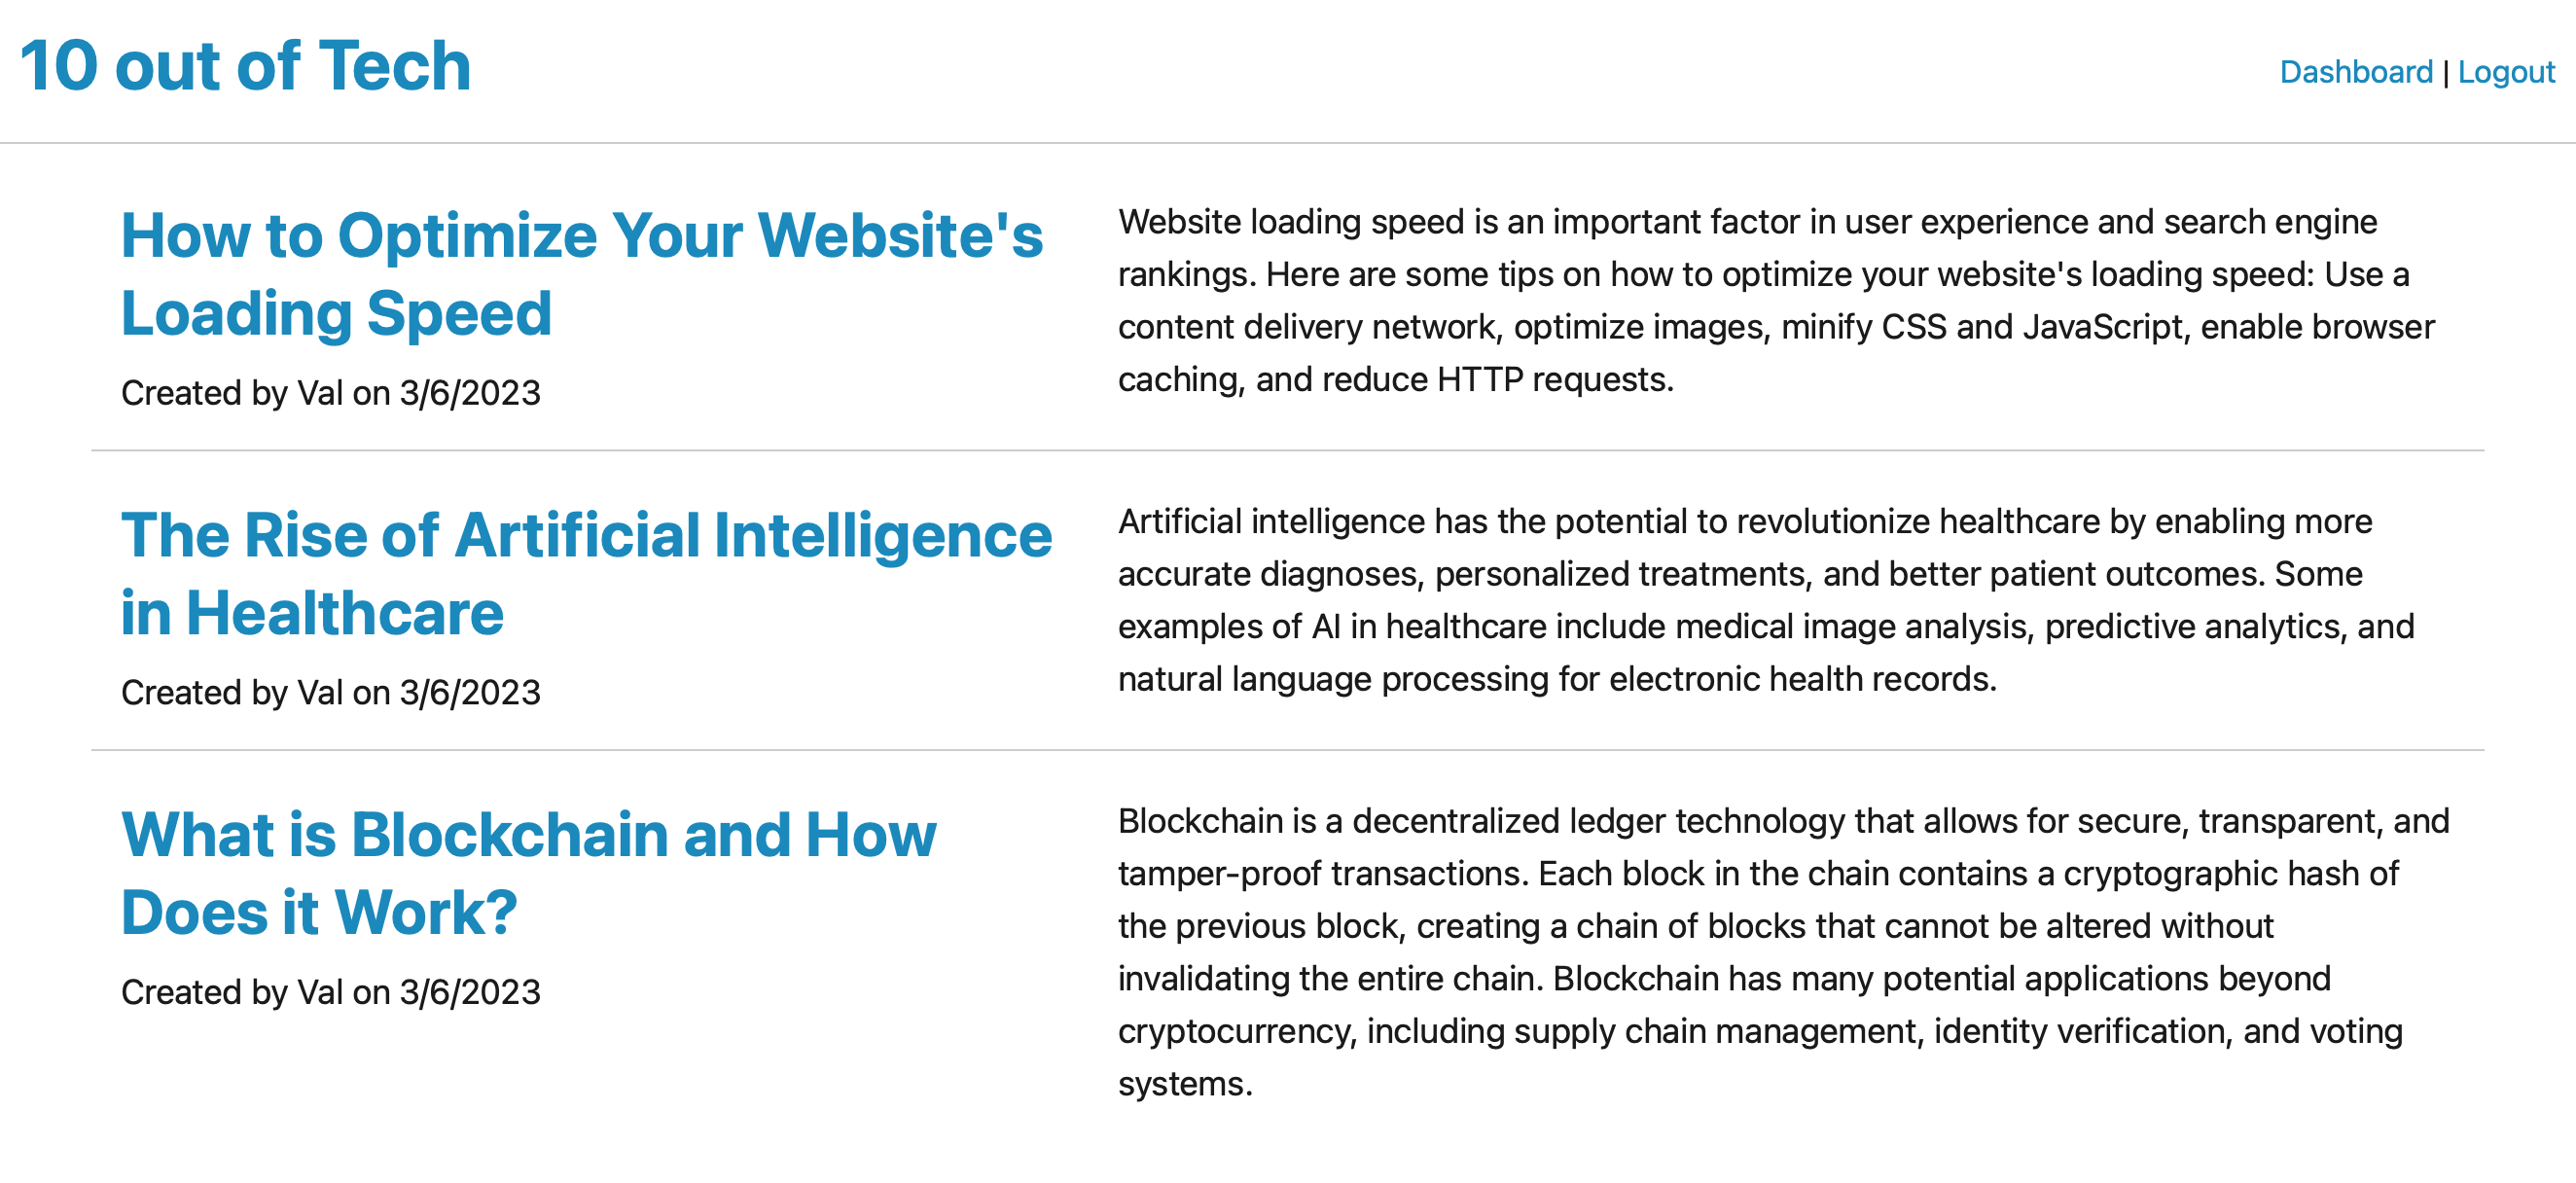 10 out of Tech
Dashboard | Logout
How to Optimize Your Website's
Loading Speed
Created by Val on 3/6/2023
Website loading speed is an important factor in user experience and search engine
rankings. Here are some tips on how to optimize your website's loading speed: Use a
content delivery network, optimize images, minify CSS and JavaScript, enable browser
caching, and reduce HTTP requests.
The Rise of Artificial Intelligence
in Healthcare
Created by Val on 3/6/2023
Artificial intelligence has the potential to revolutionize healthcare by enabling more
accurate diagnoses, personalized treatments, and better patient outcomes. Some
examples of AI in healthcare include medical image analysis, predictive analytics, and
natural language processing for electronic health records.
What is Blockchain and How
Does it Work?
Created by Val on 3/6/2023
Blockchain is a decentralized ledger technology that allows for secure, transparent, and
tamper-proof transactions. Each block in the chain contains a cryptographic hash of
the previous block, creating a chain of blocks that cannot be altered without
invalidating the entire chain. Blockchain has many potential applications beyond
cryptocurrency, including supply chain management, identity verification, and voting
systems.